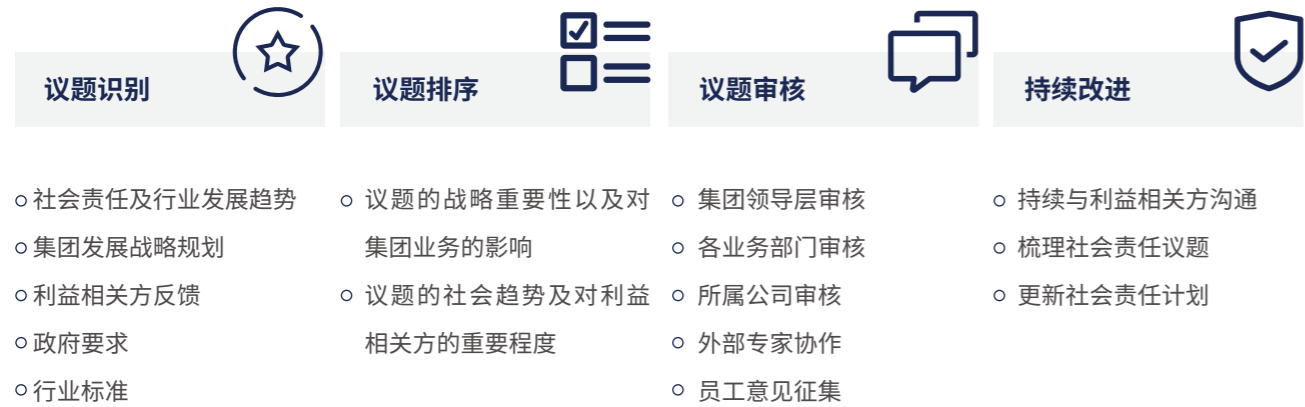 议题识别
社会责任及行业发展趋势
集团发展战略规划
利益相关方反馈
政府要求
行业标准
议题排序
议题的战略重要性以及对
集团业务的影响
议题的社会趋势及对利益
相关方的重要程度
议题审核
集团领导层审核
各业务部门审核
所属公司审核
外部专家协作
员工意见征集
持续改进
持续与利益相关方沟通
梳理社会责任议题
更新社会责任计划